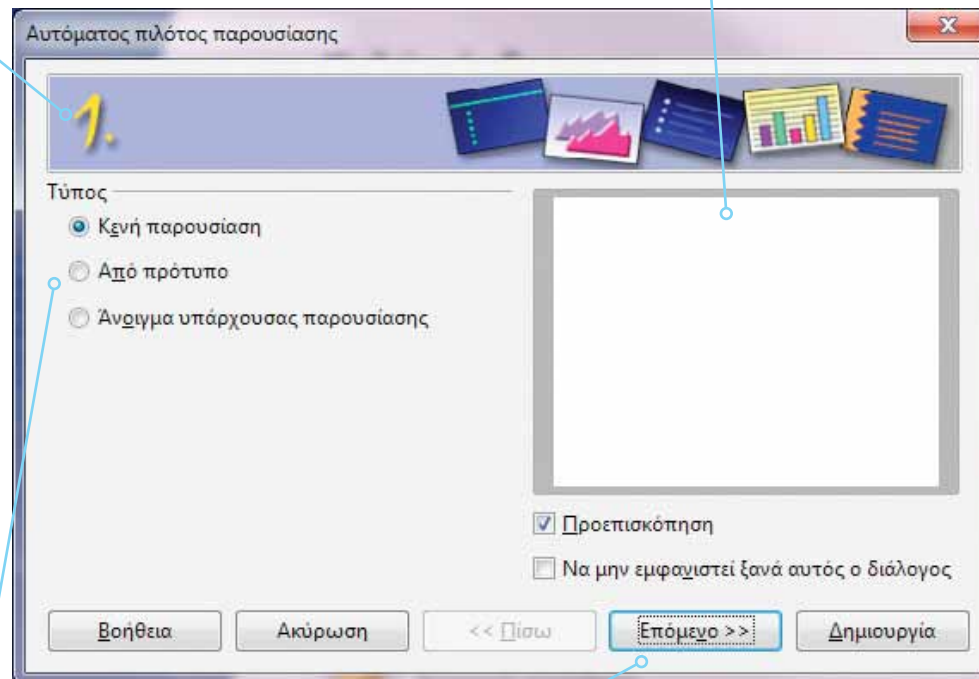 Αυτόματος πιλότος παρουσίασης
1.
Τύπος
Κενή παρουσίαση
Από πρότυπο
Άνοιγμα υπάρχουσας παρουσίασης
Προεπισκόπηση
Να μην εμφανιστεί ξανά αυτός ο διάλογος
Βοήθεια Ακύρωση << Πίσω Επόμενο >> Δημιουργία